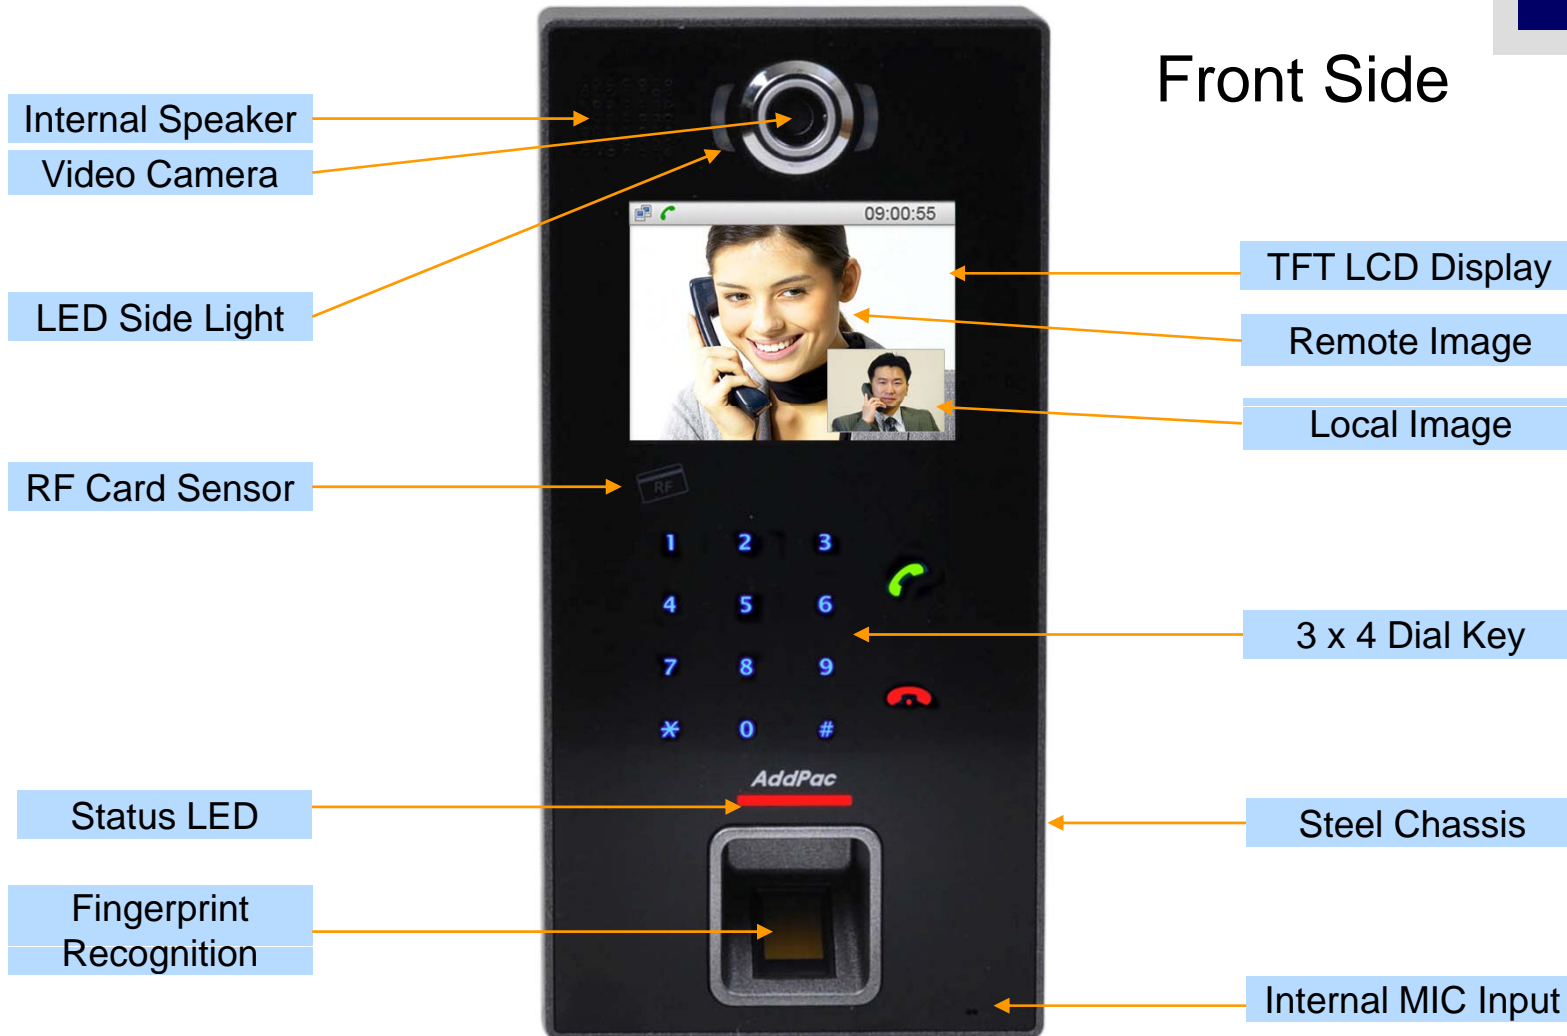 Front Side
Internal Speaker
Video Camera
LED Side Light
RF Card Sensor
Status LED
Fingerprint
Recognition
09:00:55
RF
1 2 3
4 5 6
7 8 9
* 0 #
AddPac
TFT LCD Display
Remote Image
Local Image
3 x 4 Dial Key
Steel Chassis
Internal MIC Input